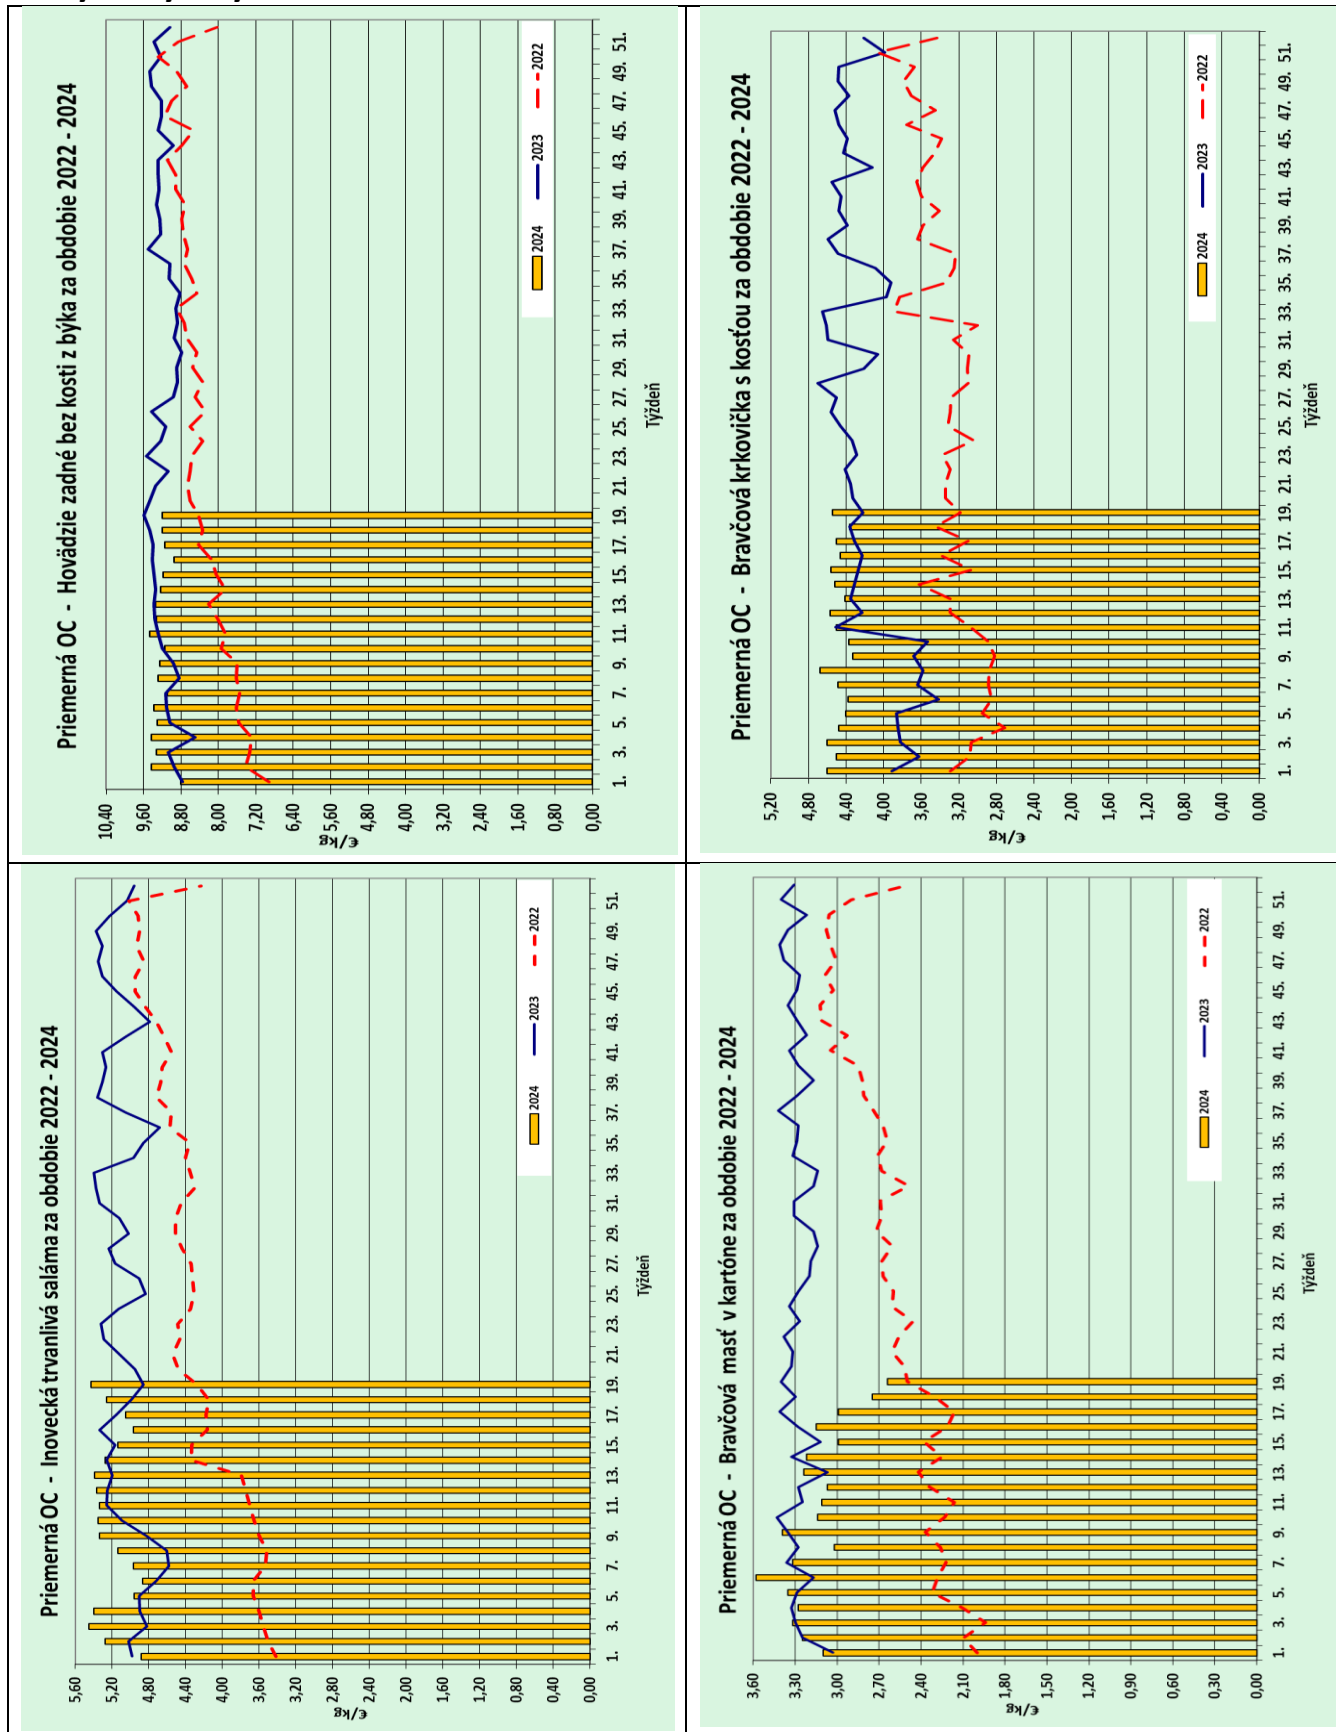 Priemerná OC - Hovädzie zadné bez kosti z býka za obdobie 2022 - 2024
€/kg
10,40
9,60
8,80
8,00
7,20
6,40
5,60
4,80
4,00
3,20
2,40
1,60
0,80
0,00
1. 3. 5. 7. 9. 11. 13. 15. 17. 19. 21. 23. 25. 27. 29. 31. 33. 35. 37. 39. 41. 43. 45. 47. 49. 51.
Týždeň
2024 2023 2022
Priemerná OC - Bravčová krkovička s kosťou za obdobie 2022 - 2024
€/kg
5,20
4,80
4,40
4,00
3,60
3,20
2,80
2,40
2,00
1,60
1,20
0,80
0,40
0,00
1. 3. 5. 7. 9. 11. 13. 15. 17. 19. 21. 23. 25. 27. 29. 31. 33. 35. 37. 39. 41. 43. 45. 47. 49. 51.
Týždeň
2024 2023 2022
Priemerná OC - Inovecká trvanlivá saláma za obdobie 2022 - 2024
€/kg
5,60
5,20
4,80
4,40
4,00
3,60
3,20
2,80
2,40
2,00
1,60
1,20
0,80
0,40
0,00
1. 3. 5. 7. 9. 11. 13. 15. 17. 19. 21. 23. 25. 27. 29. 31. 33. 35. 37. 39. 41. 43. 45. 47. 49. 51.
Týždeň
2024 2023 2022
Priemerná OC - Bravčová masť v kartóne za obdobie 2022 - 2024
€/kg
3,60
3,30
3,00
2,70
2,40
2,10
1,80
1,50
1,20
0,90
0,60
0,30
0,00
1. 3. 5. 7. 9. 11. 13. 15. 17. 19. 21. 23. 25. 27. 29. 31. 33. 35. 37. 39. 41. 43. 45. 47. 49. 51.
Týždeň
2024 2023 2022